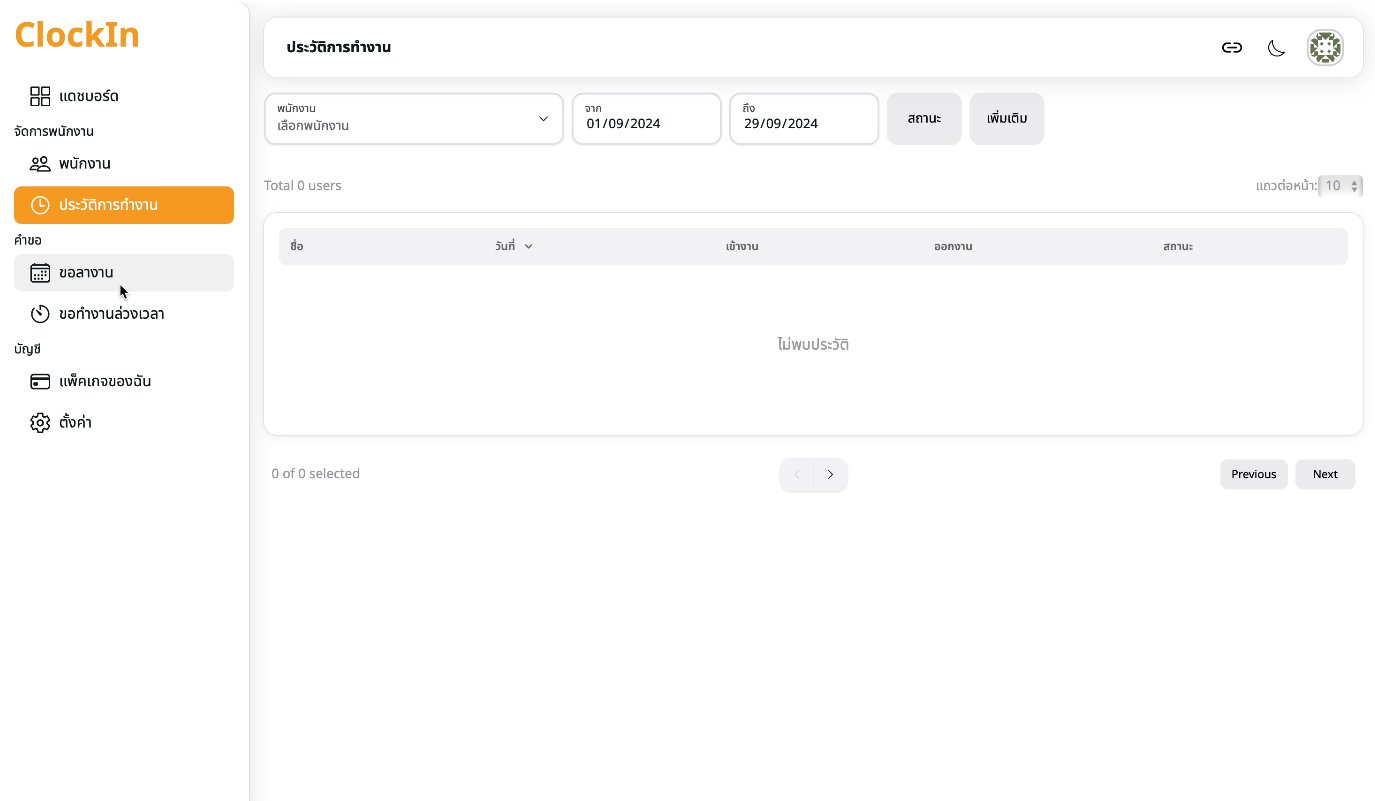 ClockIn
แดชบอร์ด
จัดการพนักงาน
พนักงาน
ประวัติการทำงาน
คำขอ
ขอลางาน
ขอทำงานล่วงเวลา
บัญชี
แพ็คเกจของฉัน
ตั้งค่า
ประวัติการทำงาน
พนักงาน จาก ถึง
เลือกพนักงาน 01/09/2024 29/09/2024 สถานะ เพิ่มเติม
Total 0 users แถวต่อหน้า: 10
ชื่อ วันที่ เข้างาน ออกงาน สถานะ
ไม่พบประวัติ
0 of 0 selected Previous Next